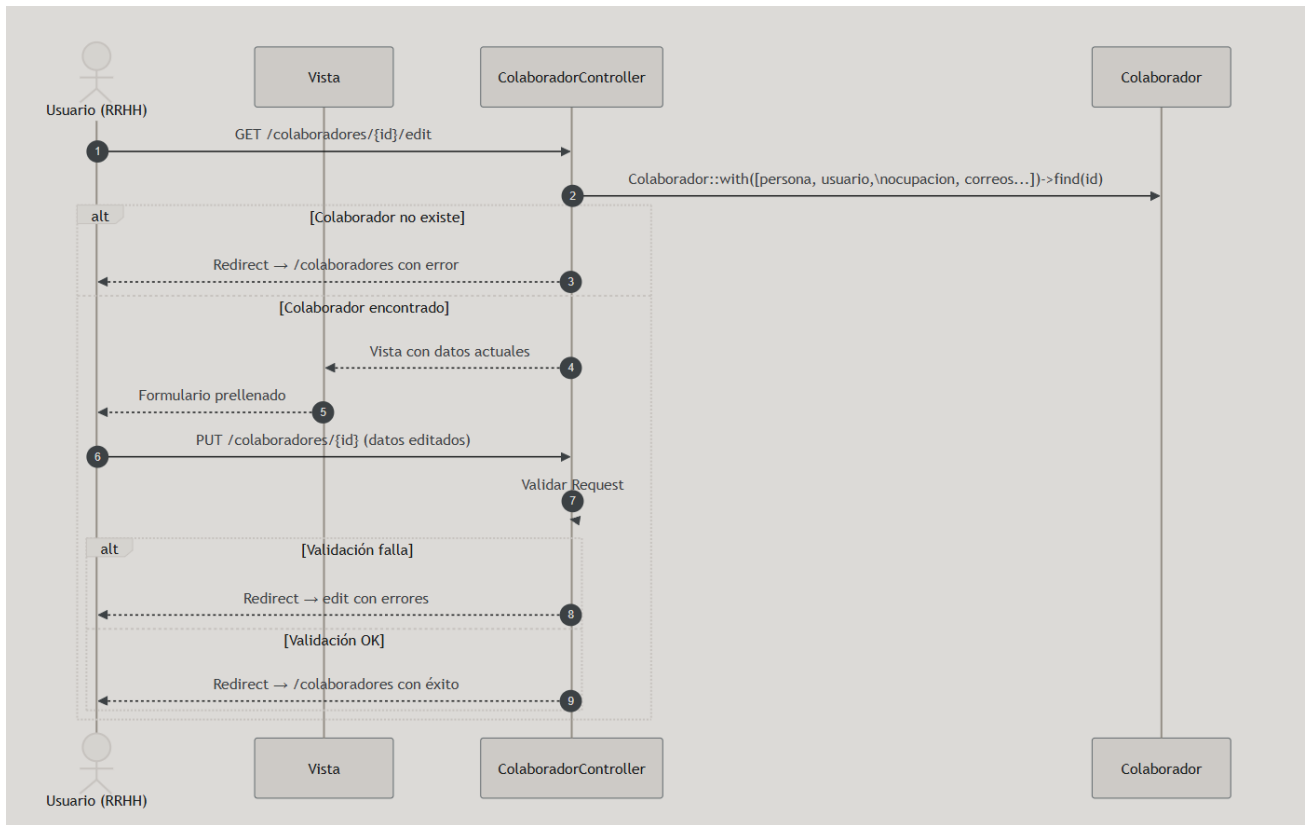 Usuario (RRHH)
Vista
ColaboradorController
Colaborador
GET /colaboradores/{id}/edit
1
Colaborador::with([persona, usuario,\nocupacion, correos...])->find(id)
2
alt
[Colaborador no existe]
Redirect → /colaboradores con error
3
[Colaborador encontrado]
Vista con datos actuales
4
Formulario prellenado
5
PUT /colaboradores/{id} (datos editados)
6
Validar Request
7
alt
[Validación falla]
Redirect → edit con errores
8
[Validación OK]
Redirect → /colaboradores con éxito
9
Usuario (RRHH)
Vista
ColaboradorController
Colaborador